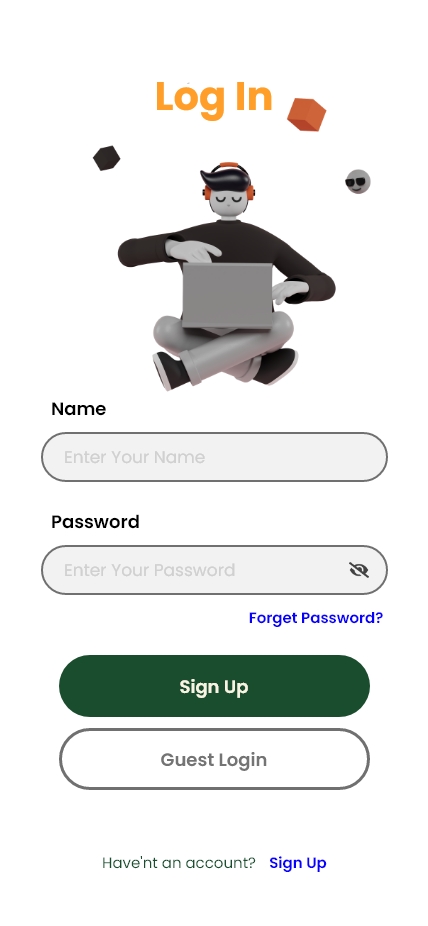 Log In
Name
Enter Your Name
Password
Enter Your Password
Forget Password?
Sign Up
Guest Login
Have'nt an account? Sign Up